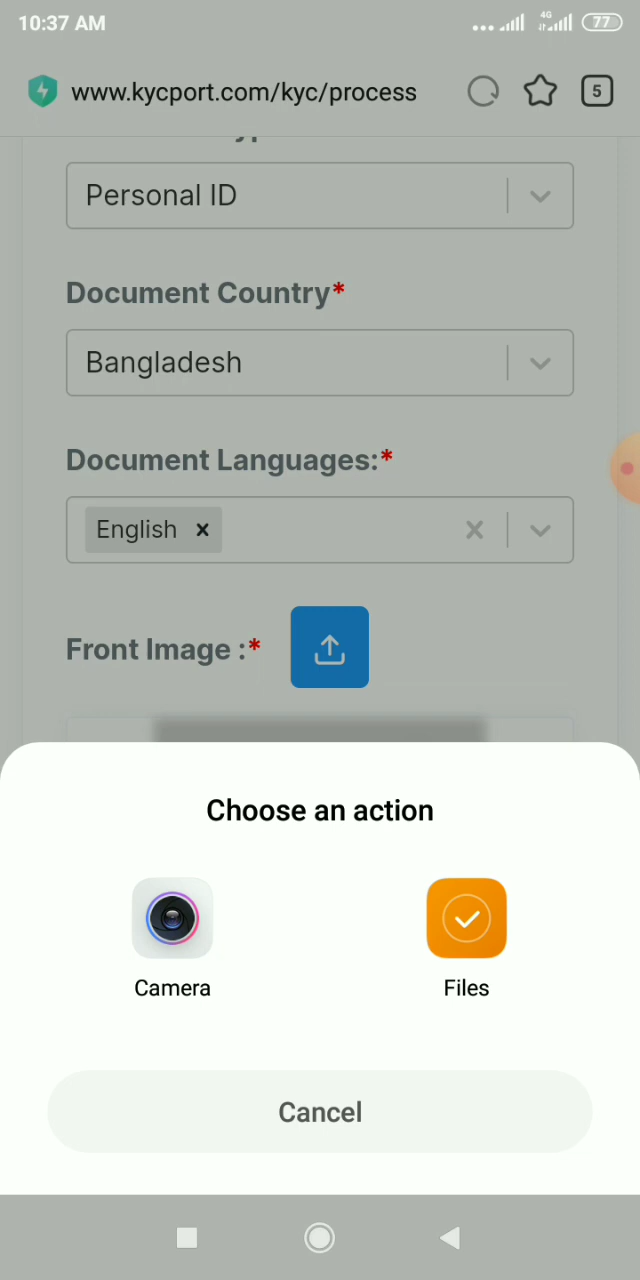 10:37 AM
4G
77
www.kycport.com/kyc/process
5
Personal ID
Document Country*
Bangladesh
Document Languages:*
English ×
Front Image :*
Choose an action
Camera
Files
Cancel